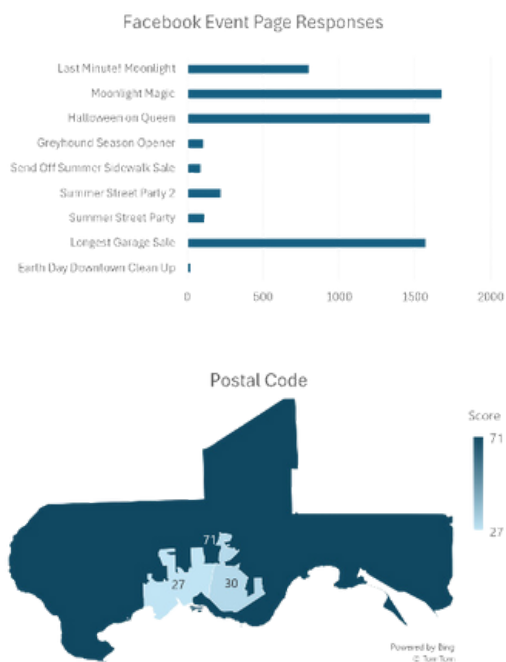 Facebook Event Page Responses
Last Minute! Moonlight
Moonlight Magic
Halloween on Queen
Greyhound Season Opener
Send Off Summer Sidewalk Sale
Summer Street Party 2
Summer Street Party
Longest Garage Sale
Earth Day Downtown Clean Up
0 500 1000 1500 2000
Postal Code
Score
71
27
71
27
30
Powered by Bing
© TomTom